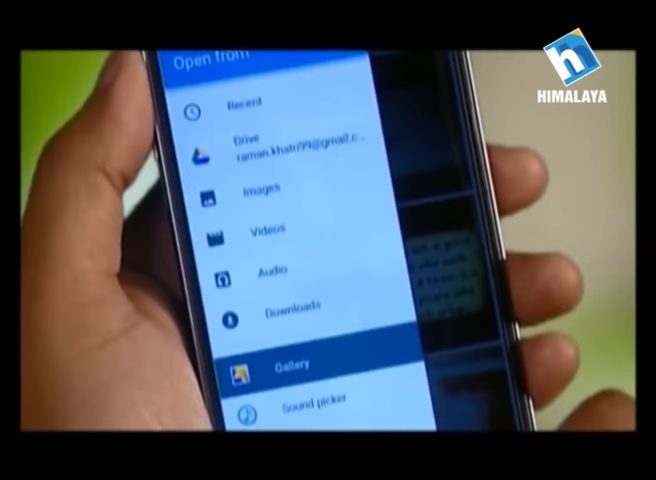 HIMALAYA
Open from
Recent
Drive
raman.khatri99@gmail.c...
Images
Videos
Audio
Downloads
Gallery
Sound picker